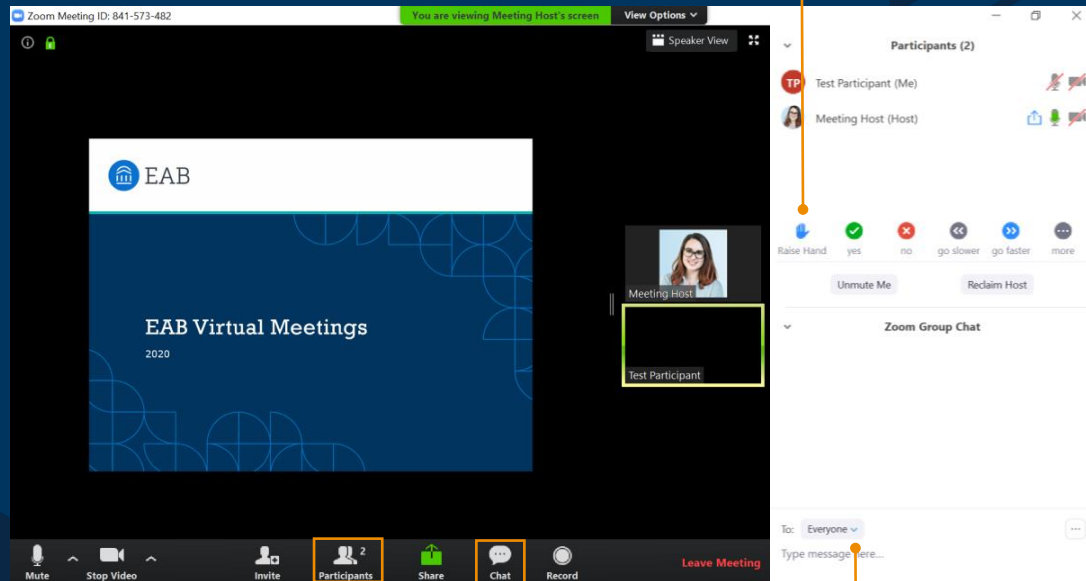 Zoom Meeting ID: 841-573-482
You are viewing Meeting Host's screen
View Options
Speaker View
EAB
EAB Virtual Meetings
2020
Meeting Host
Test Participant
Mute
Stop Video
Invite
Participants
2
Share
Chat
Record
Leave Meeting
Participants (2)
TP
Test Participant (Me)
Meeting Host (Host)
Raise Hand
yes
no
go slower
go faster
more
Unmute Me
Reclaim Host
Zoom Group Chat
To: Everyone
Type message here...